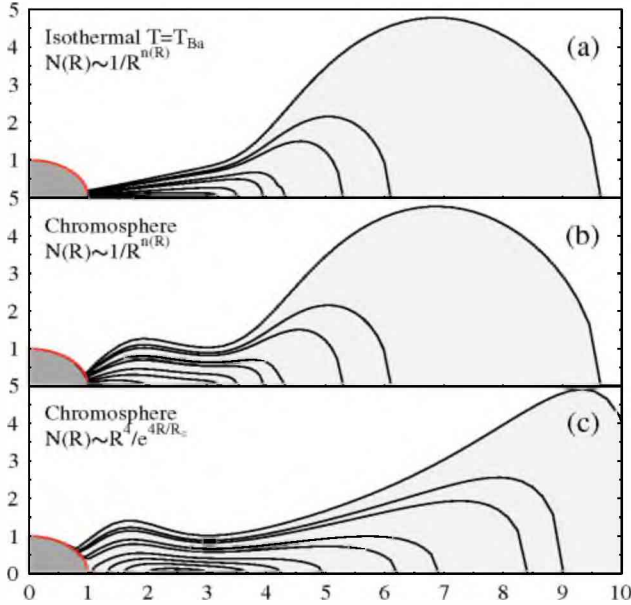 5
Isothermal T=T_Ba
(a)
4
N(R)~1/R^n(R)
3
2
1
5
Chromosphere
(b)
4
N(R)~1/R^n(R)
3
2
1
5
Chromosphere
(c)
4
N(R)~R^4/e^4R/R_c
3
2
1
0
0 1 2 3 4 5 6 7 8 9 10